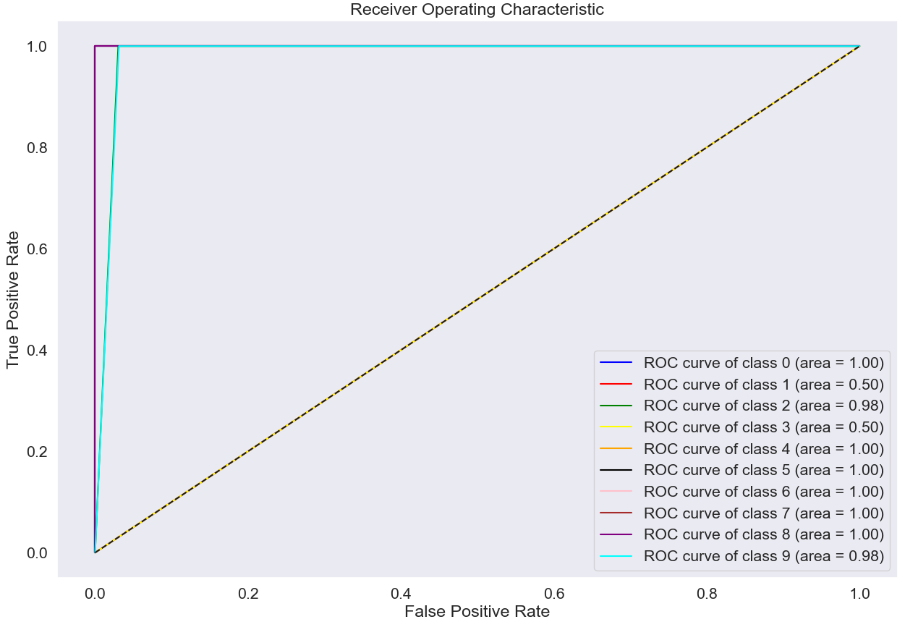 Receiver Operating Characteristic
1.0
0.8
0.6
0.4
0.2
0.0
True Positive Rate
ROC curve of class 0 (area = 1.00)
ROC curve of class 1 (area = 0.50)
ROC curve of class 2 (area = 0.98)
ROC curve of class 3 (area = 0.50)
ROC curve of class 4 (area = 1.00)
ROC curve of class 5 (area = 1.00)
ROC curve of class 6 (area = 1.00)
ROC curve of class 7 (area = 1.00)
ROC curve of class 8 (area = 1.00)
ROC curve of class 9 (area = 0.98)
0.0 0.2 0.4 0.6 0.8 1.0
False Positive Rate